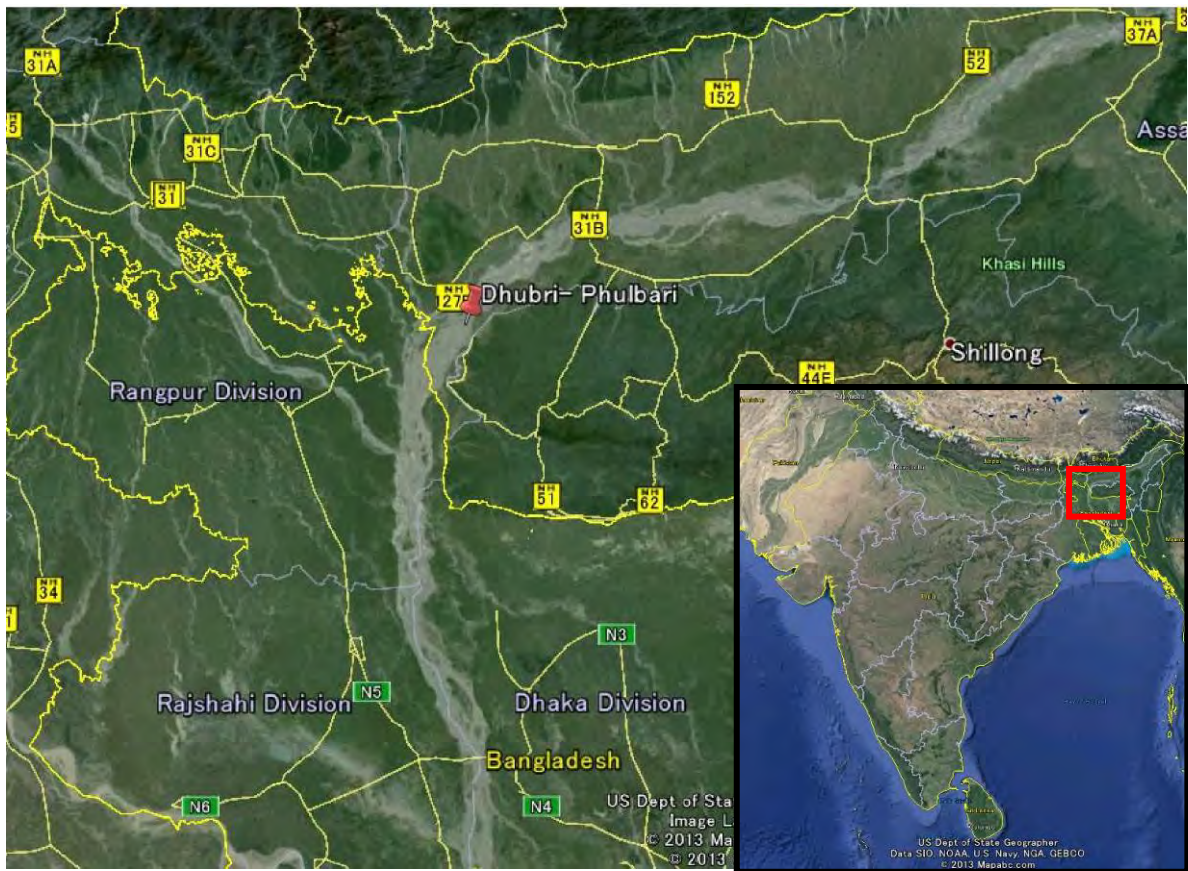 NH
31A
NH
37A
NH
52
NH
152
Assa
NH
31C
NH
31
NH
31B
Khasi Hills
NH
Dhubri- Phulbari
Shillong
Rangpur Division
44E
NH
51
NH
62
NH
34
N3
N5
Rajshahi Division
Dhaka Division
Bangladesh
N6
N4
US Dept of Sta
Image L
© 2013 Ma
© 2013
US Dept of State Geographer
Data SIO, NOAA, U.S. Navy, NGA, GEBCO
© 2013 Mapabc.com